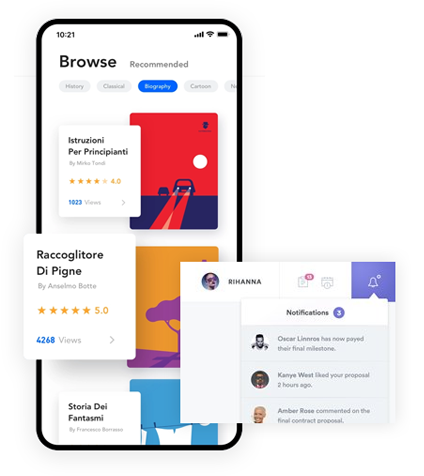 10:21
Browse
Recommended
History
Classical
Biography
Cartoon
Istruzioni
Per Principianti
By Mirko Tondi
4.0
1023 Views
Raccoglitore
Di Pigne
By Anselmo Botte
5.0
4268 Views
Storia Dei
Fantasmi
By Francesco Borrasso
RIHANNA
Notifications 3
Oscar Linnros has now payed
their final milestone.
Kanye West liked your proposal
2 hours ago.
Amber Rose commented on the
final contract proposal.